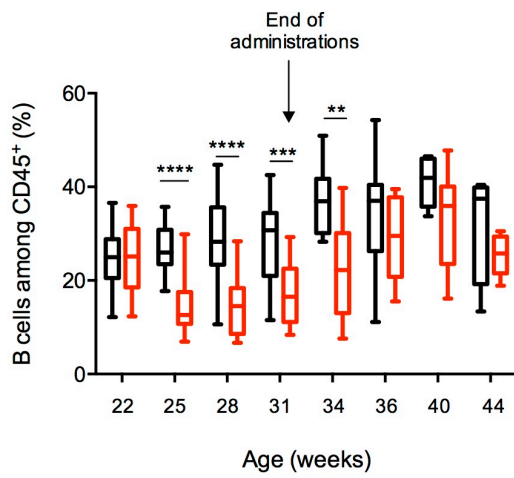 End of
administrations
B cells among CD45+ (%)
60
40
20
0
****
****
***
**
22 25 28 31 34 36 40 44
Age (weeks)